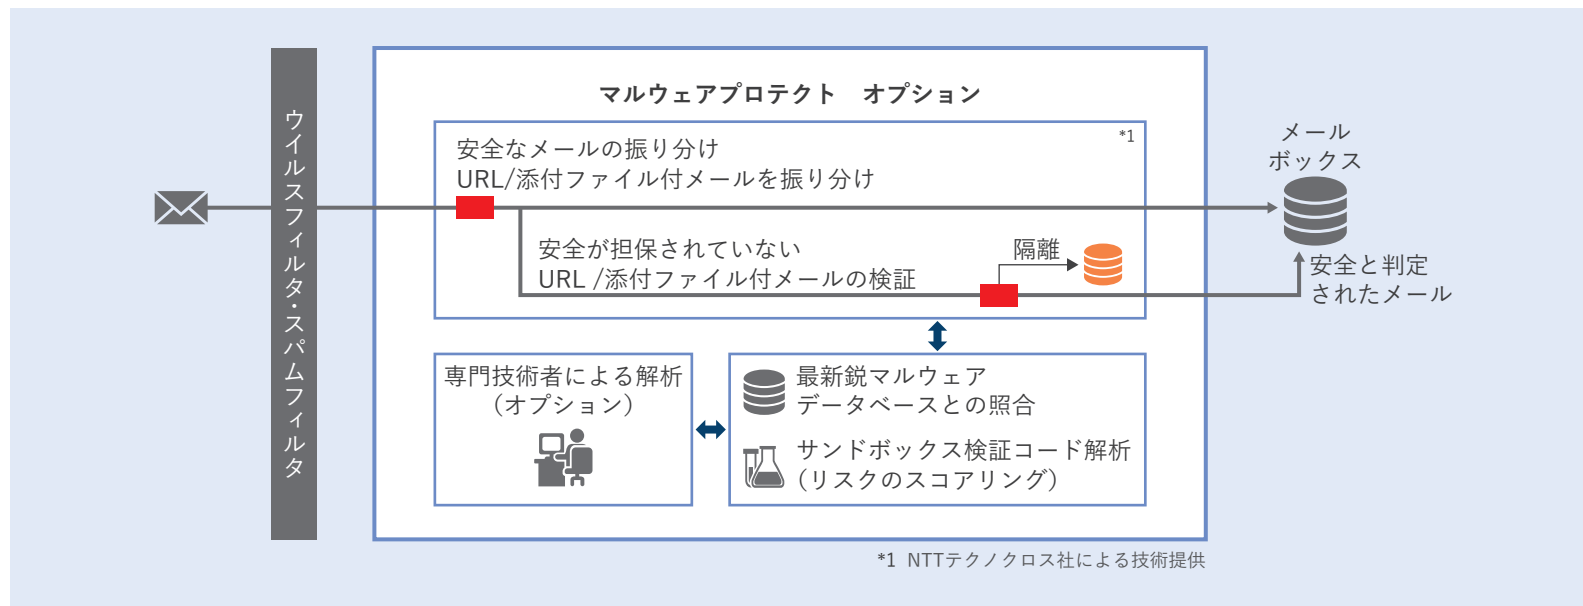 ウイルスフィルタ・スパムフィルタ
マルウェアプロテクト　オプション
安全なメールの振り分け
URL/添付ファイル付メールを振り分け
*1
安全が担保されていない
URL /添付ファイル付メールの検証
隔離
メール
ボックス
安全と判定
されたメール
専門技術者による解析
（オプション）
最新鋭マルウェア
データベースとの照合
サンドボックス検証コード解析
（リスクのスコアリング）
*1 NTTテクノクロス社による技術提供